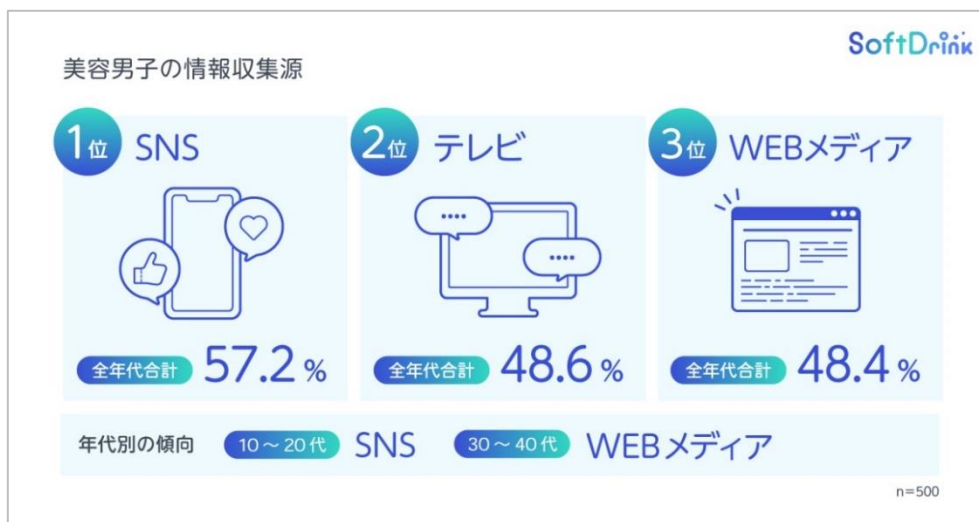 SoftDrink
美容男子の情報収集源
1位 SNS
2位 テレビ
3位 WEBメディア
全年代合計 57.2 %
全年代合計 48.6 %
全年代合計 48.4 %
年代別の傾向 10～20代 SNS 30～40代 WEBメディア
n=500